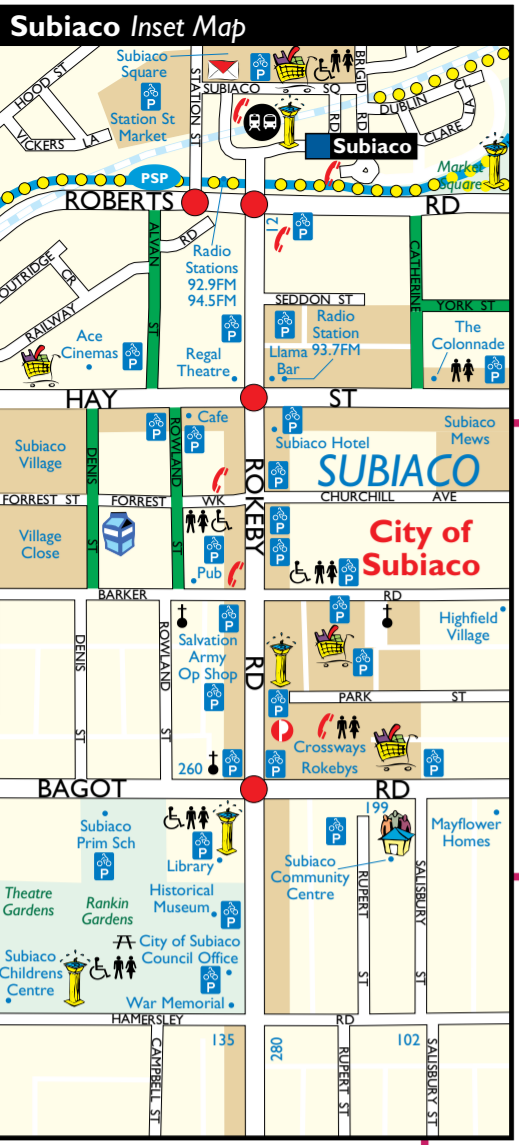 Subiaco Inset Map
Subiaco
Square
P
HOOD ST
STATION ST
BRIGID
RD
SUBIACO SQ
RD
DUBLIN CL
CLARE LA
P
Station St
Market
VICKERS LA
Subiaco
Market
Square
PSP
ROBERTS RD
ALVAN ST
RD
12
P
CATHERINE
OUTRIDGE
CR
RAILWAY
Radio
Stations
92.9FM
94.5FM
SEDDON ST
YORK ST
P
P
Radio
Station
93.7FM
Llama
Bar
The
Colonnade
P
Ace
Cinemas
P
Regal
Theatre
HAY ST
P
ROWLAND ST
Cafe
P
P
Subiaco Hotel
Subiaco
Mews
Subiaco
Village
DENIS ST
ROKEBY RD
P
SUBIACO
FORREST ST
FORREST WK
CHURCHILL AVE
Village
Close
P
P
P
P
City of
Subiaco
Pub
BARKER RD
P
P
Highfield
Village
DENIS ST
ROWLAND ST
Salvation
Army
Op Shop
P
P
PARK ST
P
P
Crossways
Rokebys
P
P
260
P
BAGOT RD
199
Subiaco
Prim Sch
P
P
Library
P
Mayflower
Homes
Subiaco
Community
Centre
RUPERT ST
SALISBURY ST
Theatre
Gardens
Rankin
Gardens
Historical
Museum
P
City of Subiaco
Council Office
P
Subiaco
Childrens
Centre
War Memorial
HAMERSLEY RD
CAMPBELL ST
135
280
RUPERT ST
102
SALISBURY ST